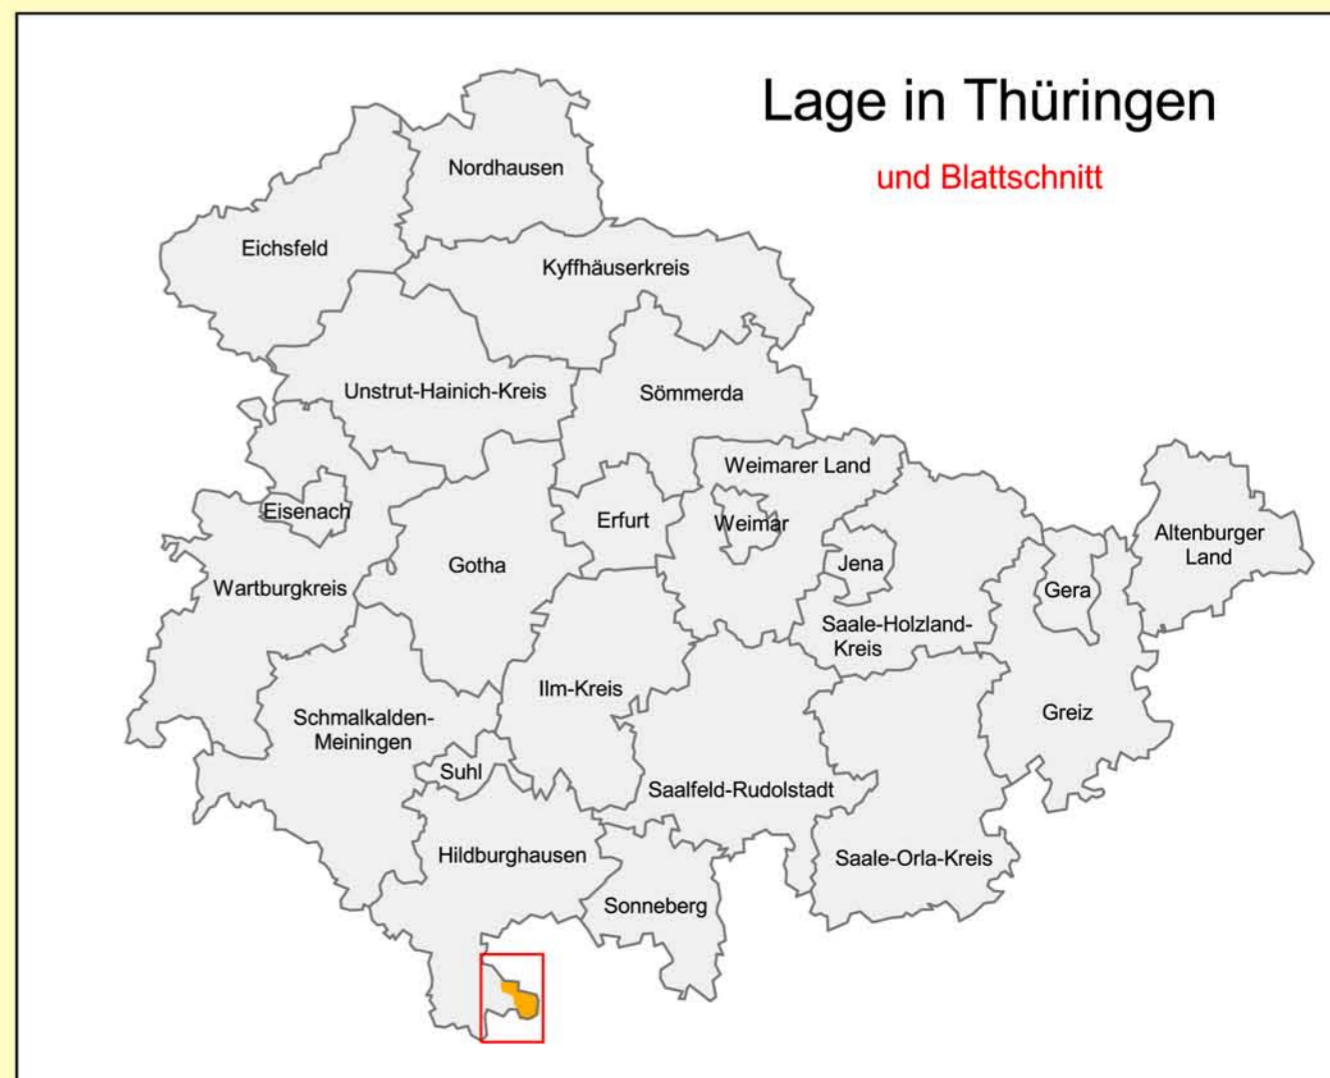 Lage in Thüringen
und Blattschnitt
Nordhausen
Eichsfeld
Kyffhäuserkreis
Unstrut-Hainich-Kreis
Sömmerda
Weimarer Land
Eisenach
Erfurt
Weimar
Altenburger
Land
Gotha
Jena
Wartburgkreis
Gera
Saale-Holzland-
Kreis
Ilm-Kreis
Schmalkalden-
Meiningen
Greiz
Suhl
Saalfeld-Rudolstadt
Hildburghausen
Saale-Orla-Kreis
Sonneberg